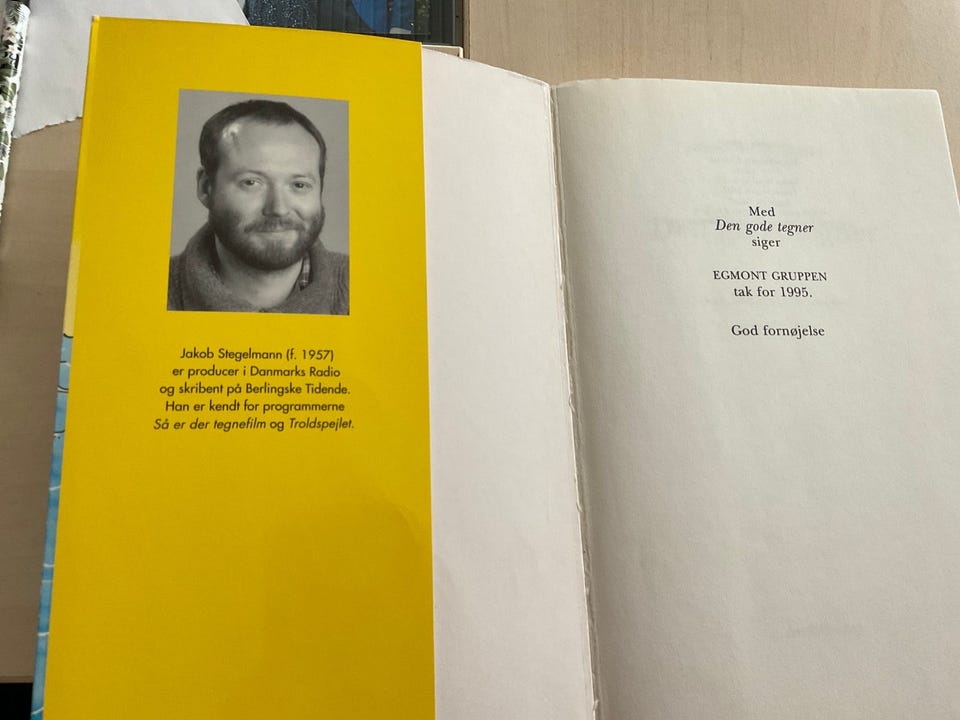 Jakob Stegelmann (f. 1957)
er producer i Danmarks Radio
og skribent på Berlingske Tidende.
Han er kendt for programmerne
Så er der tegnefilm og Troldspejlet.
Med
Den gode tegner
siger
EGMONT GRUPPEN
tak for 1995.
God fornøjelse